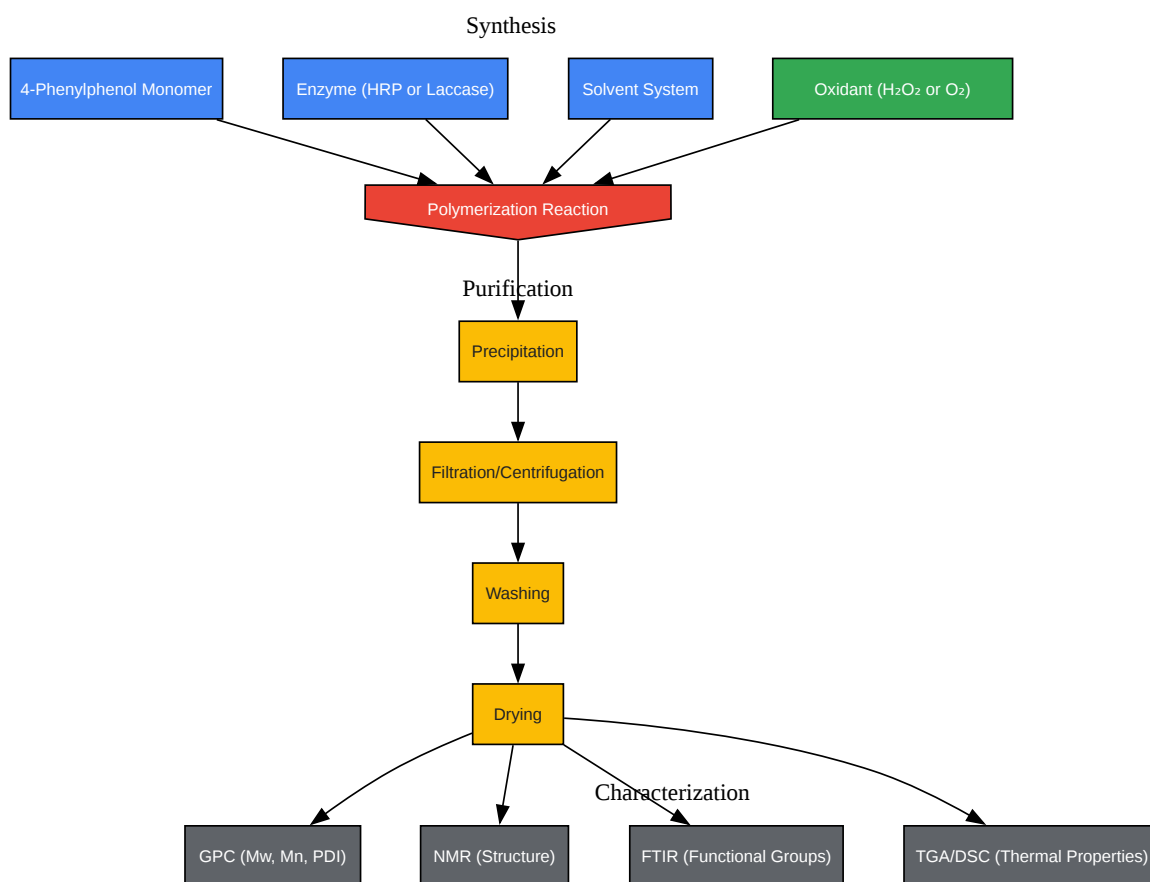 Synthesis
4-Phenylphenol Monomer
Enzyme (HRP or Laccase)
Solvent System
Oxidant (H₂O₂ or O₂)
Polymerization Reaction
Purification
Precipitation
Filtration/Centrifugation
Washing
Drying
Characterization
GPC (Mw, Mn, PDI)
NMR (Structure)
FTIR (Functional Groups)
TGA/DSC (Thermal Properties)